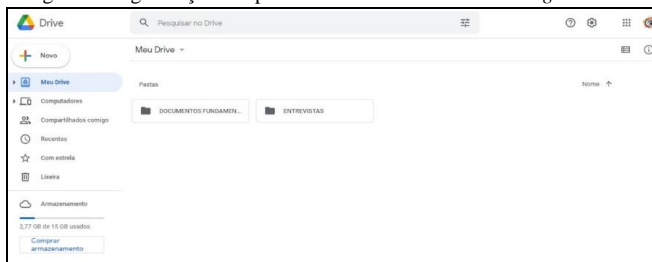 Drive
Pesquisar no Drive
Novo
Meu Drive
Meu Drive
Computadores
Pastas
Nome
DOCUMENTOS FUNDAMEN...
ENTREVISTAS
Compartilhados comigo
Recentes
Com estrela
Lixeira
Armazenamento
2,77 GB de 15 GB usados
Comprar
armazenamento